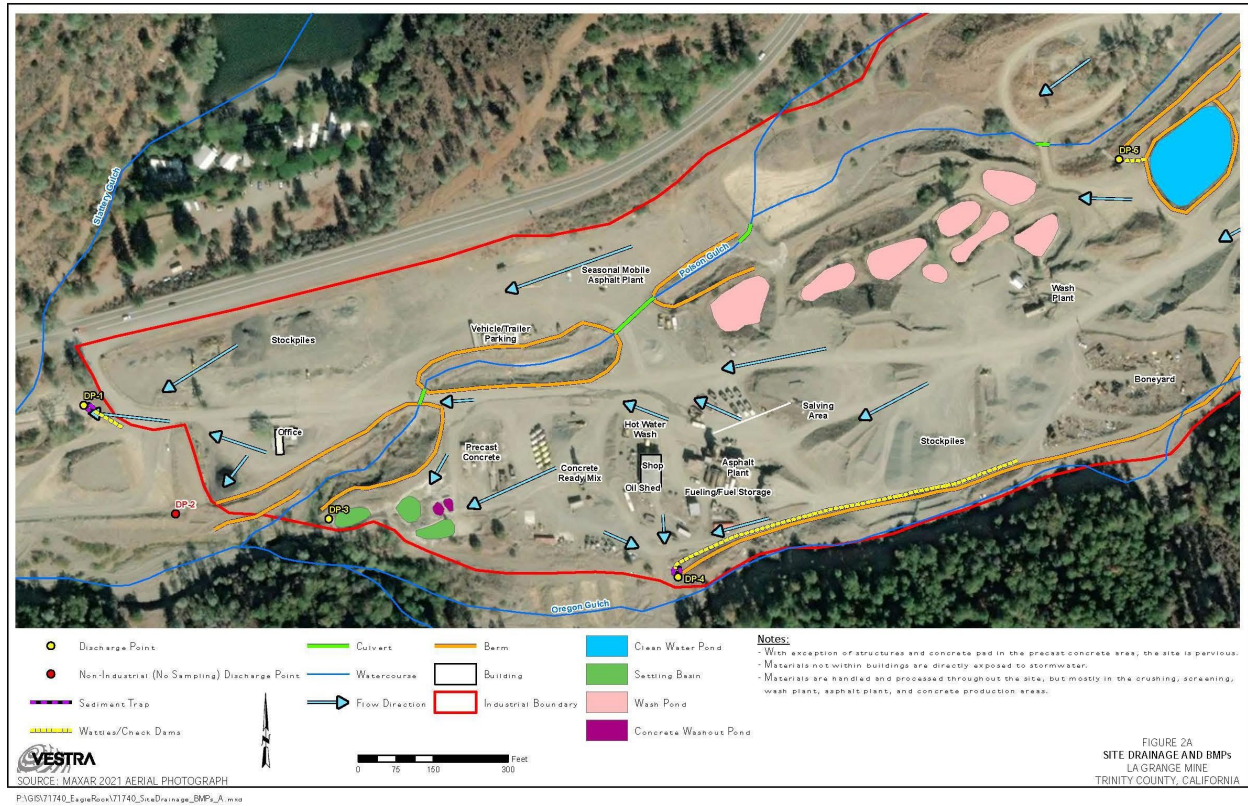 Slattery Gulch
DP-5
Poison Gulch
Seasonal Mobile
Asphalt Plant
Wash
Plant
Vehicle/Trailer
Parking
Stockpiles
Boneyard
DP-1
Salving
Area
Office
Hot Water
Wash
Stockpiles
Precast
Concrete
Concrete
Ready Mix
Shop
Asphalt
Plant
Oil Shed
Fueling/Fuel Storage
DP-2
DP-3
DP-4
Oregon Gulch
Discharge Point
Non-Industrial (No Sampling) Discharge Point
Sediment Trap
Wattles/Check Dams
Culvert
Watercourse
Flow Direction
Berm
Building
Industrial Boundary
Clean Water Pond
Settling Basin
Wash Pond
Concrete Washout Pond
Notes:
- With exception of structures and concrete pad in the precast concrete area, the site is pervious.
- Materials not within buildings are directly exposed to stormwater.
- Materials are handled and processed throughout the site, but mostly in the crushing, screening,
wash plant, asphalt plant, and concrete production areas.
N
Feet
0 75 150 300
VESTRA
SOURCE: MAXAR 2021 AERIAL PHOTOGRAPH
FIGURE 2A
SITE DRAINAGE AND BMPs
LA GRANGE MINE
TRINITY COUNTY, CALIFORNIA
P:\GIS\71740_EagleRock\71740_SiteDrainage_BMPs_A.mxd